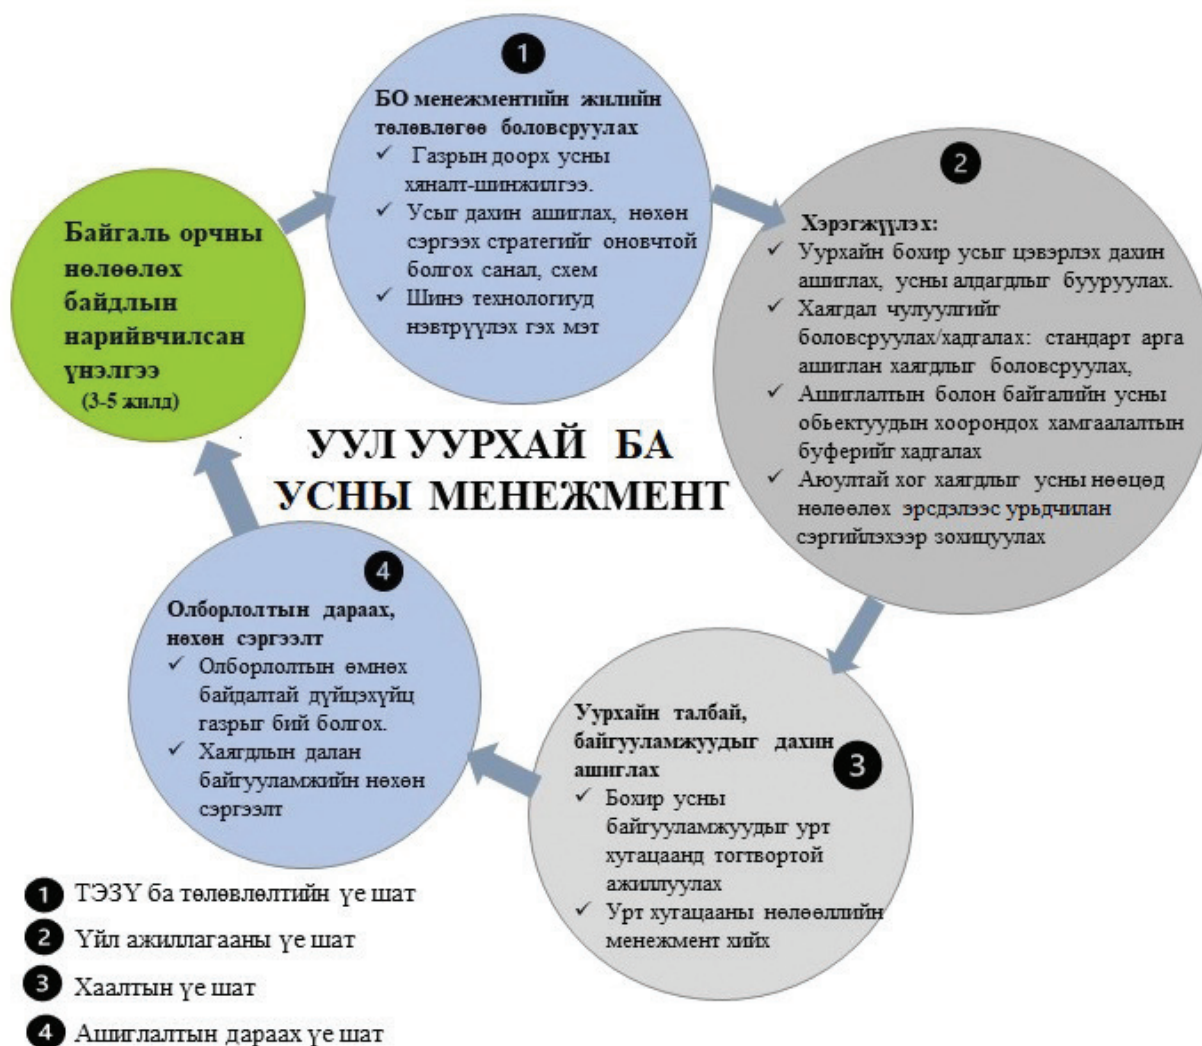 1
БО менежментийн жилийн
төлөвлөгөө боловсруулах
✓ Газрын доорх усны
хяналт-шинжилгээ.
✓ Усыг дахин ашиглах, нөхөн
сэргээх стратегийг оновчтой
болгох санал, схем
✓ Шинэ технологиуд
нэвтрүүлэх гэх мэт
2
Хэрэгжүүлэх:
✓ Уурхайн бохир усыг цэвэрлэх дахин
ашиглах, усны алдагдлыг бууруулах.
✓ Хаягдал чулуулгийг
боловсруулах/хадгалах: стандарт арга
ашиглан хаягдлыг боловсруулах,
✓ Ашиглалтын болон байгалийн усны
обьектуудын хоорондох хамгаалалтын
буферийг хадгалах
✓ Аюултай хог хаягдлыг усны нөөцөд
нөлөөлөх эрсдэлээс урьдчилан
сэргийлэхээр зохицуулах
Байгаль орчны
нөлөөлөх
байдлын
нарийвчилсан
үнэлгээ
(3-5 жилд)
УУЛ УУРХАЙ БА
УСНЫ МЕНЕЖМЕНТ
4
Олборлолтын дараах,
нөхөн сэргээлт
✓ Олборлолтын өмнөх
байдалтай дүйцэхүйц
газрыг бий болгох.
✓ Хаягдлын далан
байгууламжийн нөхөн
сэргээлт
3
Уурхайн талбай,
байгууламжуудыг дахин
ашиглах
✓ Бохир усны
байгууламжуудыг урт
хугацаанд тогтвортой
ажиллуулах
✓ Урт хугацааны нөлөөллийн
менежмент хийх
1 ТЭЗҮ ба төлөвлөлтийн үе шат
2 Үйл ажиллагааны үе шат
3 Хаалтын үе шат
4 Ашиглалтын дараах үе шат